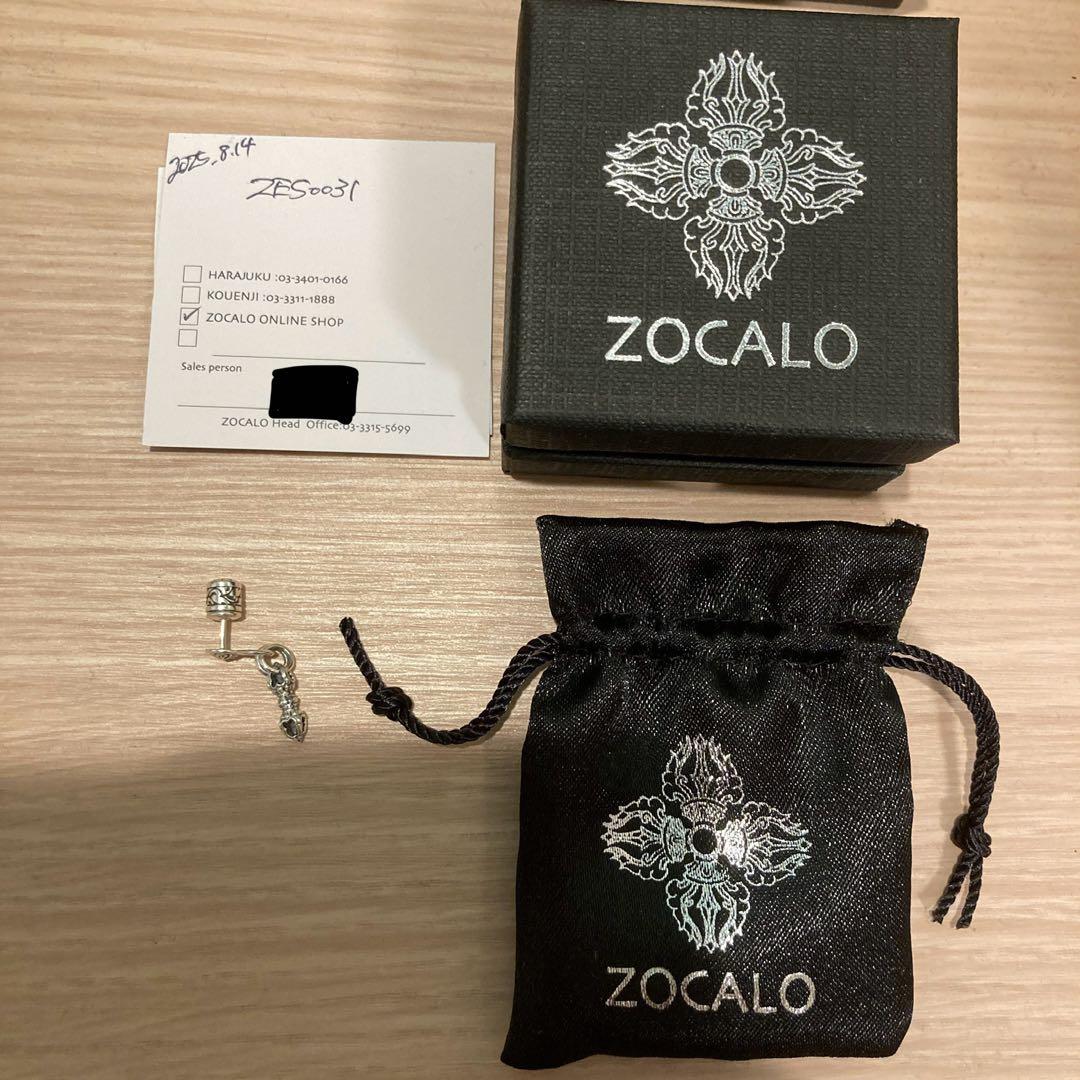 2025.8.14
ZES0031
HARAJUKU :03-3401-0166
KOUENJI :03-3311-1888
ZOCALO ONLINE SHOP
Sales person
ZOCALO Head Office:03-3315-5699
ZOCALO
ZOCALO